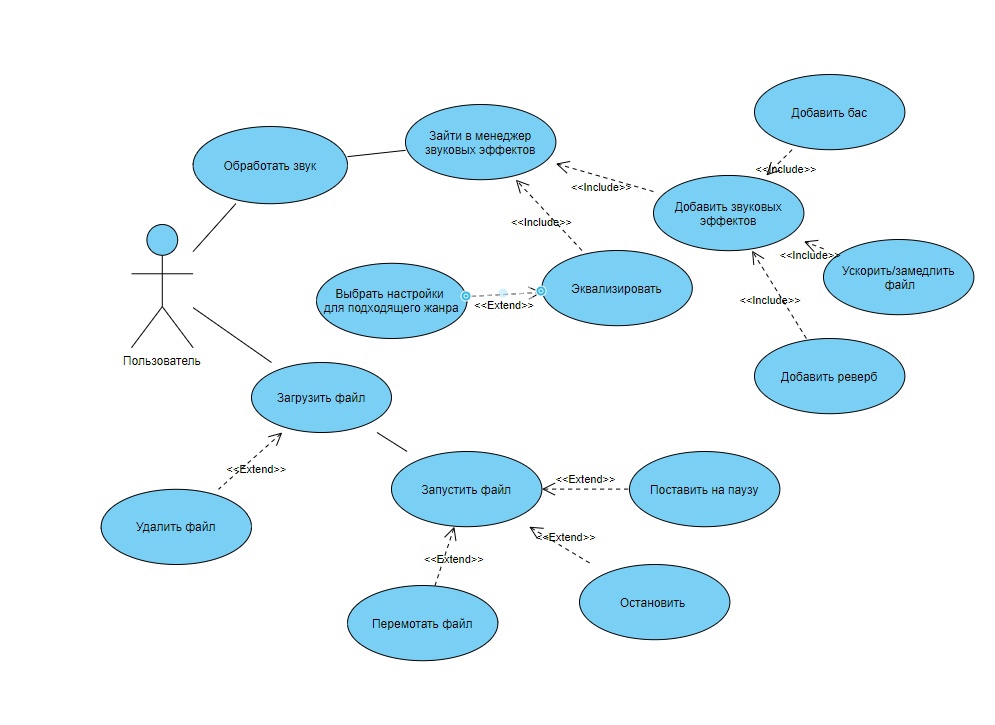 Добавить бас
Зайти в менеджер
звуковых эффектов
Обработать звук
<<Include>>
<<Include>>
Добавить звуковых
эффектов
<<Include>>
<<Include>>
Ускорить/замедлить
файл
Эквализировать
Выбрать настройки
для подходящего жанра
<<Extend>>
<<Include>>
Пользователь
Добавить реверб
Загрузить файл
<<Extend>>
Удалить файл
Запустить файл
<<Extend>>
Поставить на паузу
<<Extend>>
<<Extend>>
Остановить
Перемотать файл